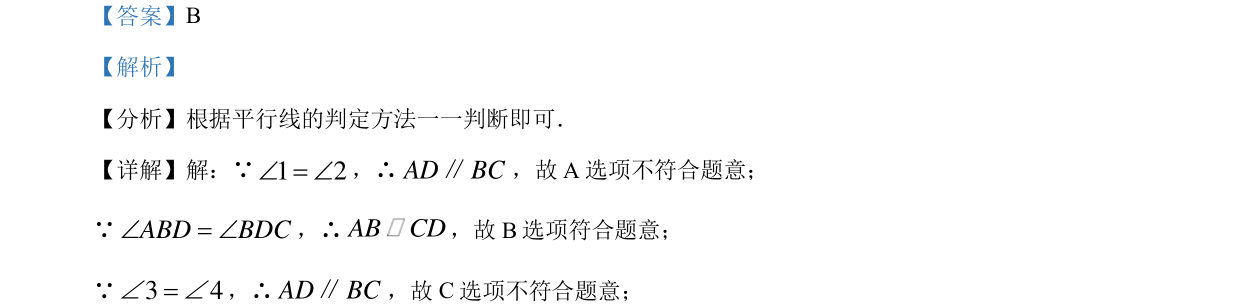 【答案】B
【解析】
【分析】根据平行线的判定方法一一判断即可.
【详解】解：∵∠1=∠2，∴AD∥BC，故 A 选项不符合题意；
∵∠ABD=∠BDC，∴AB□CD，故 B 选项符合题意；
∵∠3=∠4，∴AD∥BC，故 C 选项不符合题意；